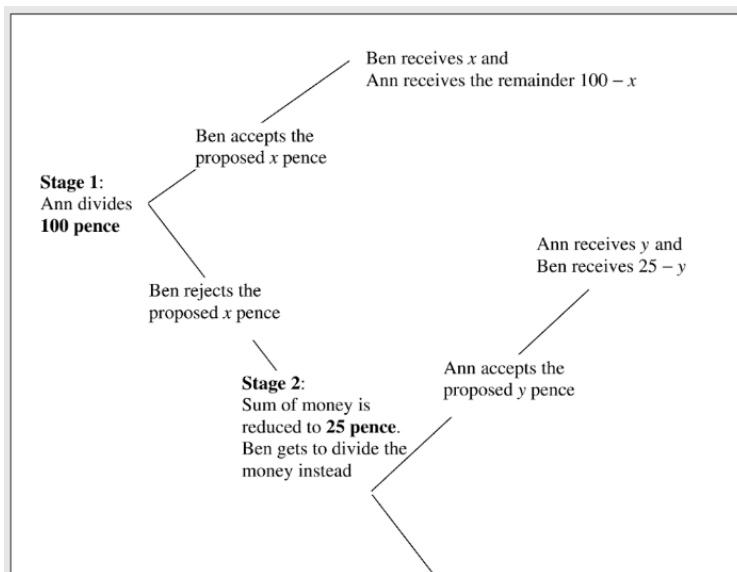 Ben receives x and
Ann receives the remainder 100 – x
Ben accepts the
proposed x pence
Stage 1:
Ann divides
100 pence
Ann receives y and
Ben receives 25 – y
Ben rejects the
proposed x pence
Ann accepts the
proposed y pence
Stage 2:
Sum of money is
reduced to 25 pence.
Ben gets to divide the
money instead